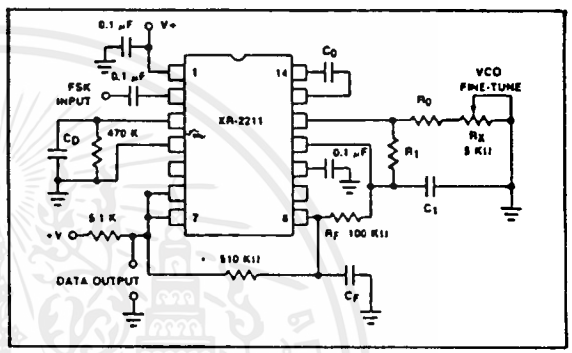 0.1 µF
V+
0.1 µF
FSK
INPUT
1
14
C0
XR-2211
VCO
FINE-TUNE
R0
RX
5 KΩ
CD
470 K
R1
0.1 µF
C1
7
8
RF 100 KΩ
5.1 K
+V
510 KΩ
DATA OUTPUT
CF